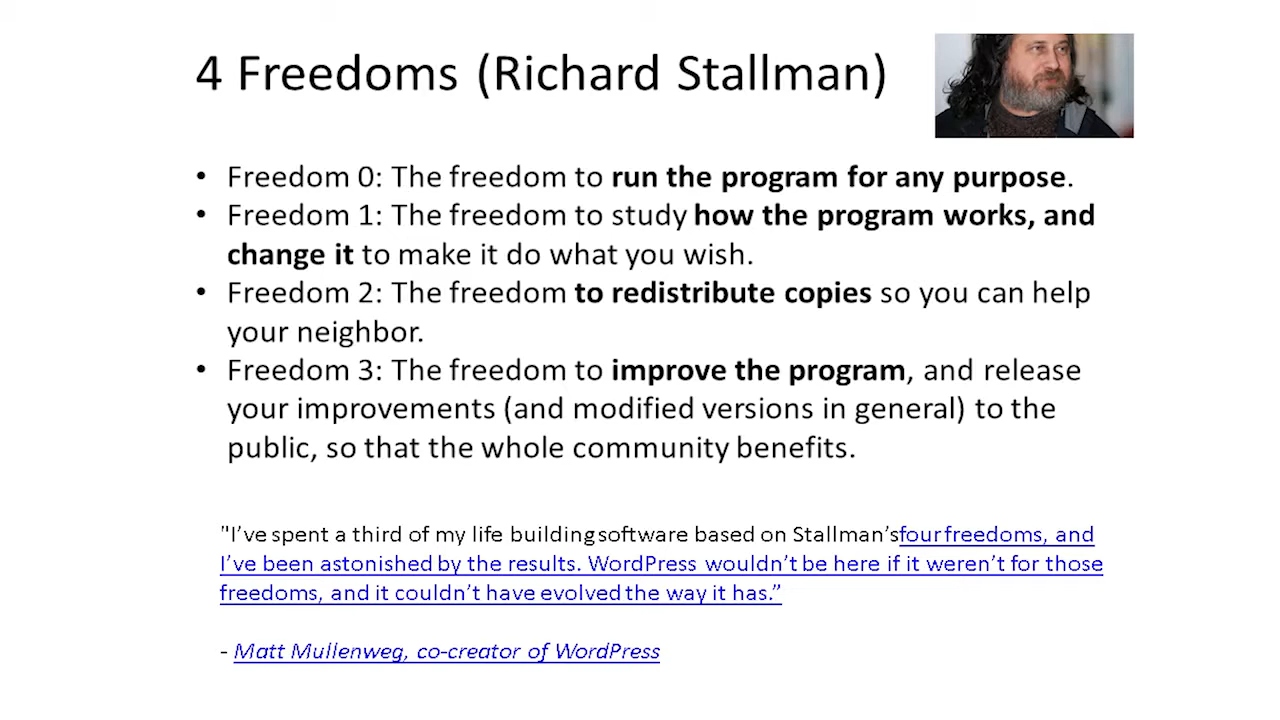 4 Freedoms (Richard Stallman)
• Freedom 0: The freedom to run the program for any purpose.
• Freedom 1: The freedom to study how the program works, and
change it to make it do what you wish.
• Freedom 2: The freedom to redistribute copies so you can help
your neighbor.
• Freedom 3: The freedom to improve the program, and release
your improvements (and modified versions in general) to the
public, so that the whole community benefits.
"I’ve spent a third of my life building software based on Stallman’s four freedoms, and
I’ve been astonished by the results. WordPress wouldn’t be here if it weren’t for those
freedoms, and it couldn’t have evolved the way it has.”
- Matt Mullenweg, co-creator of WordPress